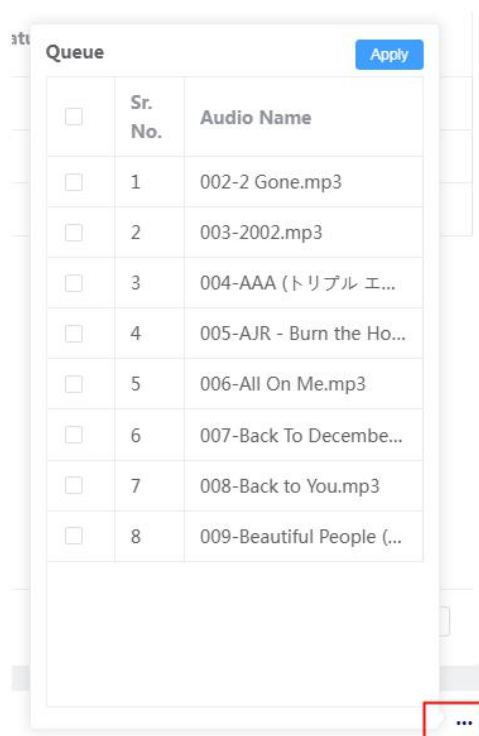 atu
Queue
Apply
Sr. No.
Audio Name
1 002-2 Gone.mp3
2 003-2002.mp3
3 004-AAA (トリプル エ...
4 005-AJR - Burn the Ho...
5 006-All On Me.mp3
6 007-Back To Decembe...
7 008-Back to You.mp3
8 009-Beautiful People (...
...